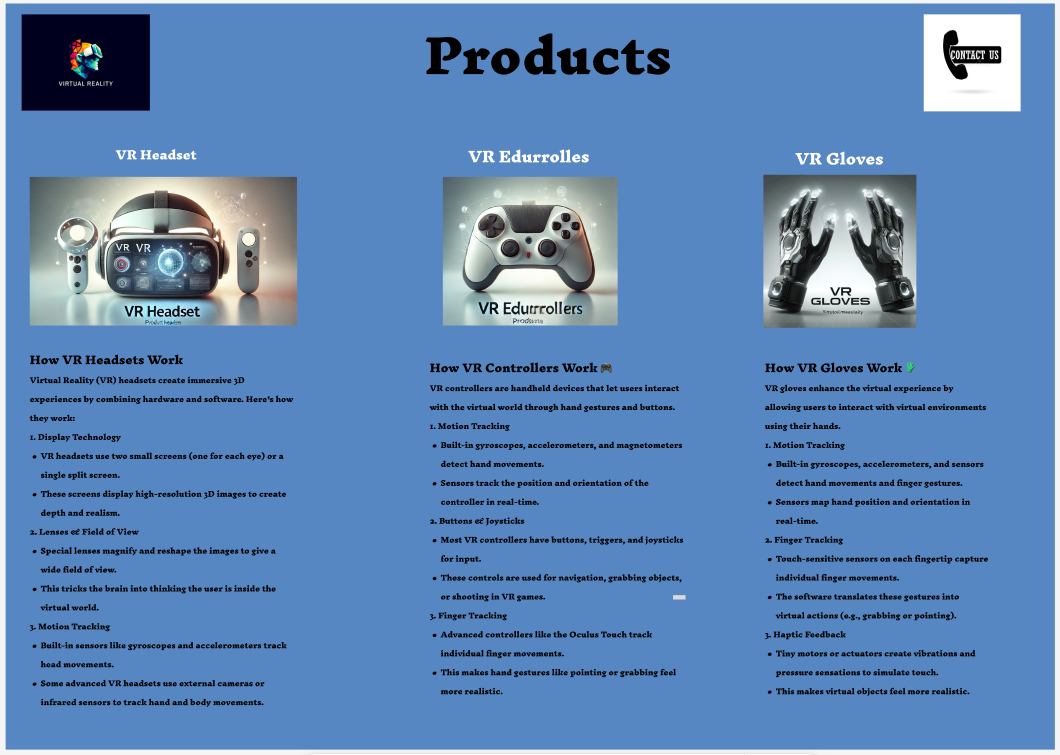 VIRTUAL REALITY
Products
CONTACT US
VR Headset
VR VR
VR Headset
How VR Headsets Work
Virtual Reality (VR) headsets create immersive 3D
experiences by combining hardware and software. Here's how
they work:
1. Display Technology
• VR headsets use two small screens (one for each eye) or a
single split screen.
• These screens display high-resolution 3D images to create
depth and realism.
2. Lenses & Field of View
• Special lenses magnify and reshape the images to give a
wide field of view.
• This tricks the brain into thinking the user is inside the
virtual world.
3. Motion Tracking
• Built-in sensors like gyroscopes and accelerometers track
head movements.
• Some advanced VR headsets use external cameras or
infrared sensors to track hand and body movements.
VR Edurrolles
VR Edurrrollers
How VR Controllers Work 🎮
VR controllers are handheld devices that let users interact
with the virtual world through hand gestures and buttons.
1. Motion Tracking
• Built-in gyroscopes, accelerometers, and magnetometers
detect hand movements.
• Sensors track the position and orientation of the
controller in real-time.
2. Buttons & Joysticks
• Most VR controllers have buttons, triggers, and joysticks
for input.
• These controls are used for navigation, grabbing objects,
or shooting in VR games.
3. Finger Tracking
• Advanced controllers like the Oculus Touch track
individual finger movements.
• This makes hand gestures like pointing or grabbing feel
more realistic.
VR Gloves
VR
GLOVES
How VR Gloves Work
VR gloves enhance the virtual experience by
allowing users to interact with virtual environments
using their hands.
1. Motion Tracking
• Built-in gyroscopes, accelerometers, and sensors
detect hand movements and finger gestures.
• Sensors map hand position and orientation in
real-time.
2. Finger Tracking
• Touch-sensitive sensors on each fingertip capture
individual finger movements.
• The software translates these gestures into
virtual actions (e.g., grabbing or pointing).
3. Haptic Feedback
• Tiny motors or actuators create vibrations and
pressure sensations to simulate touch.
• This makes virtual objects feel more realistic.